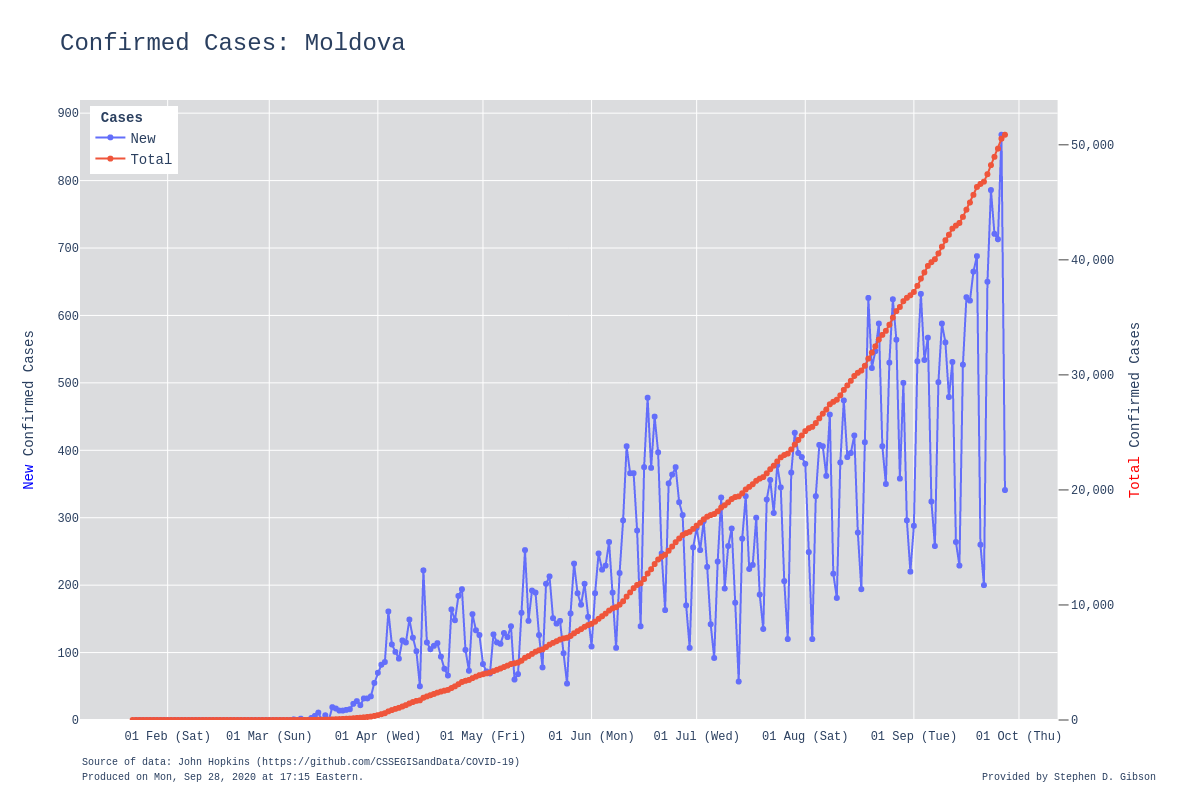 Confirmed Cases: Moldova
Cases
New
Total
900
800
700
600
500
400
300
200
100
0
50,000
40,000
30,000
20,000
10,000
0
New Confirmed Cases
Total Confirmed Cases
01 Feb (Sat) 01 Mar (Sun) 01 Apr (Wed) 01 May (Fri) 01 Jun (Mon) 01 Jul (Wed) 01 Aug (Sat) 01 Sep (Tue) 01 Oct (Thu)
Source of data: John Hopkins (https://github.com/CSSEGISandData/COVID-19)
Produced on Mon, Sep 28, 2020 at 17:15 Eastern.
Provided by Stephen D. Gibson